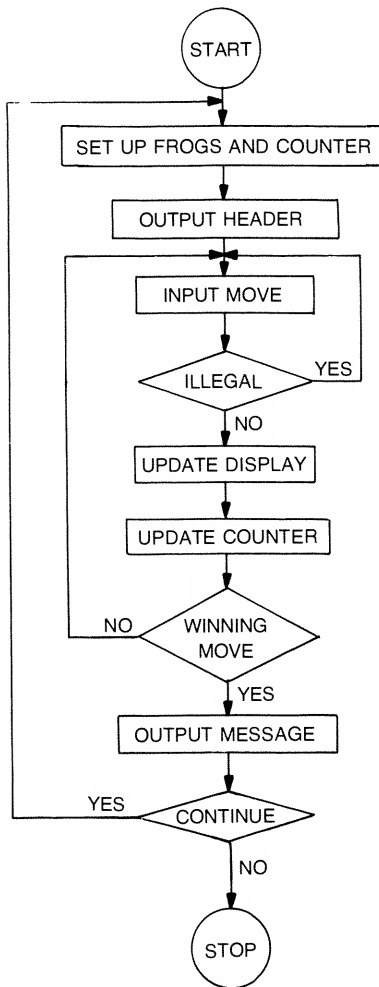 START
SET UP FROGS AND COUNTER
OUTPUT HEADER
INPUT MOVE
ILLEGAL
YES
NO
UPDATE DISPLAY
UPDATE COUNTER
NO
WINNING
MOVE
YES
OUTPUT MESSAGE
YES
CONTINUE
NO
STOP